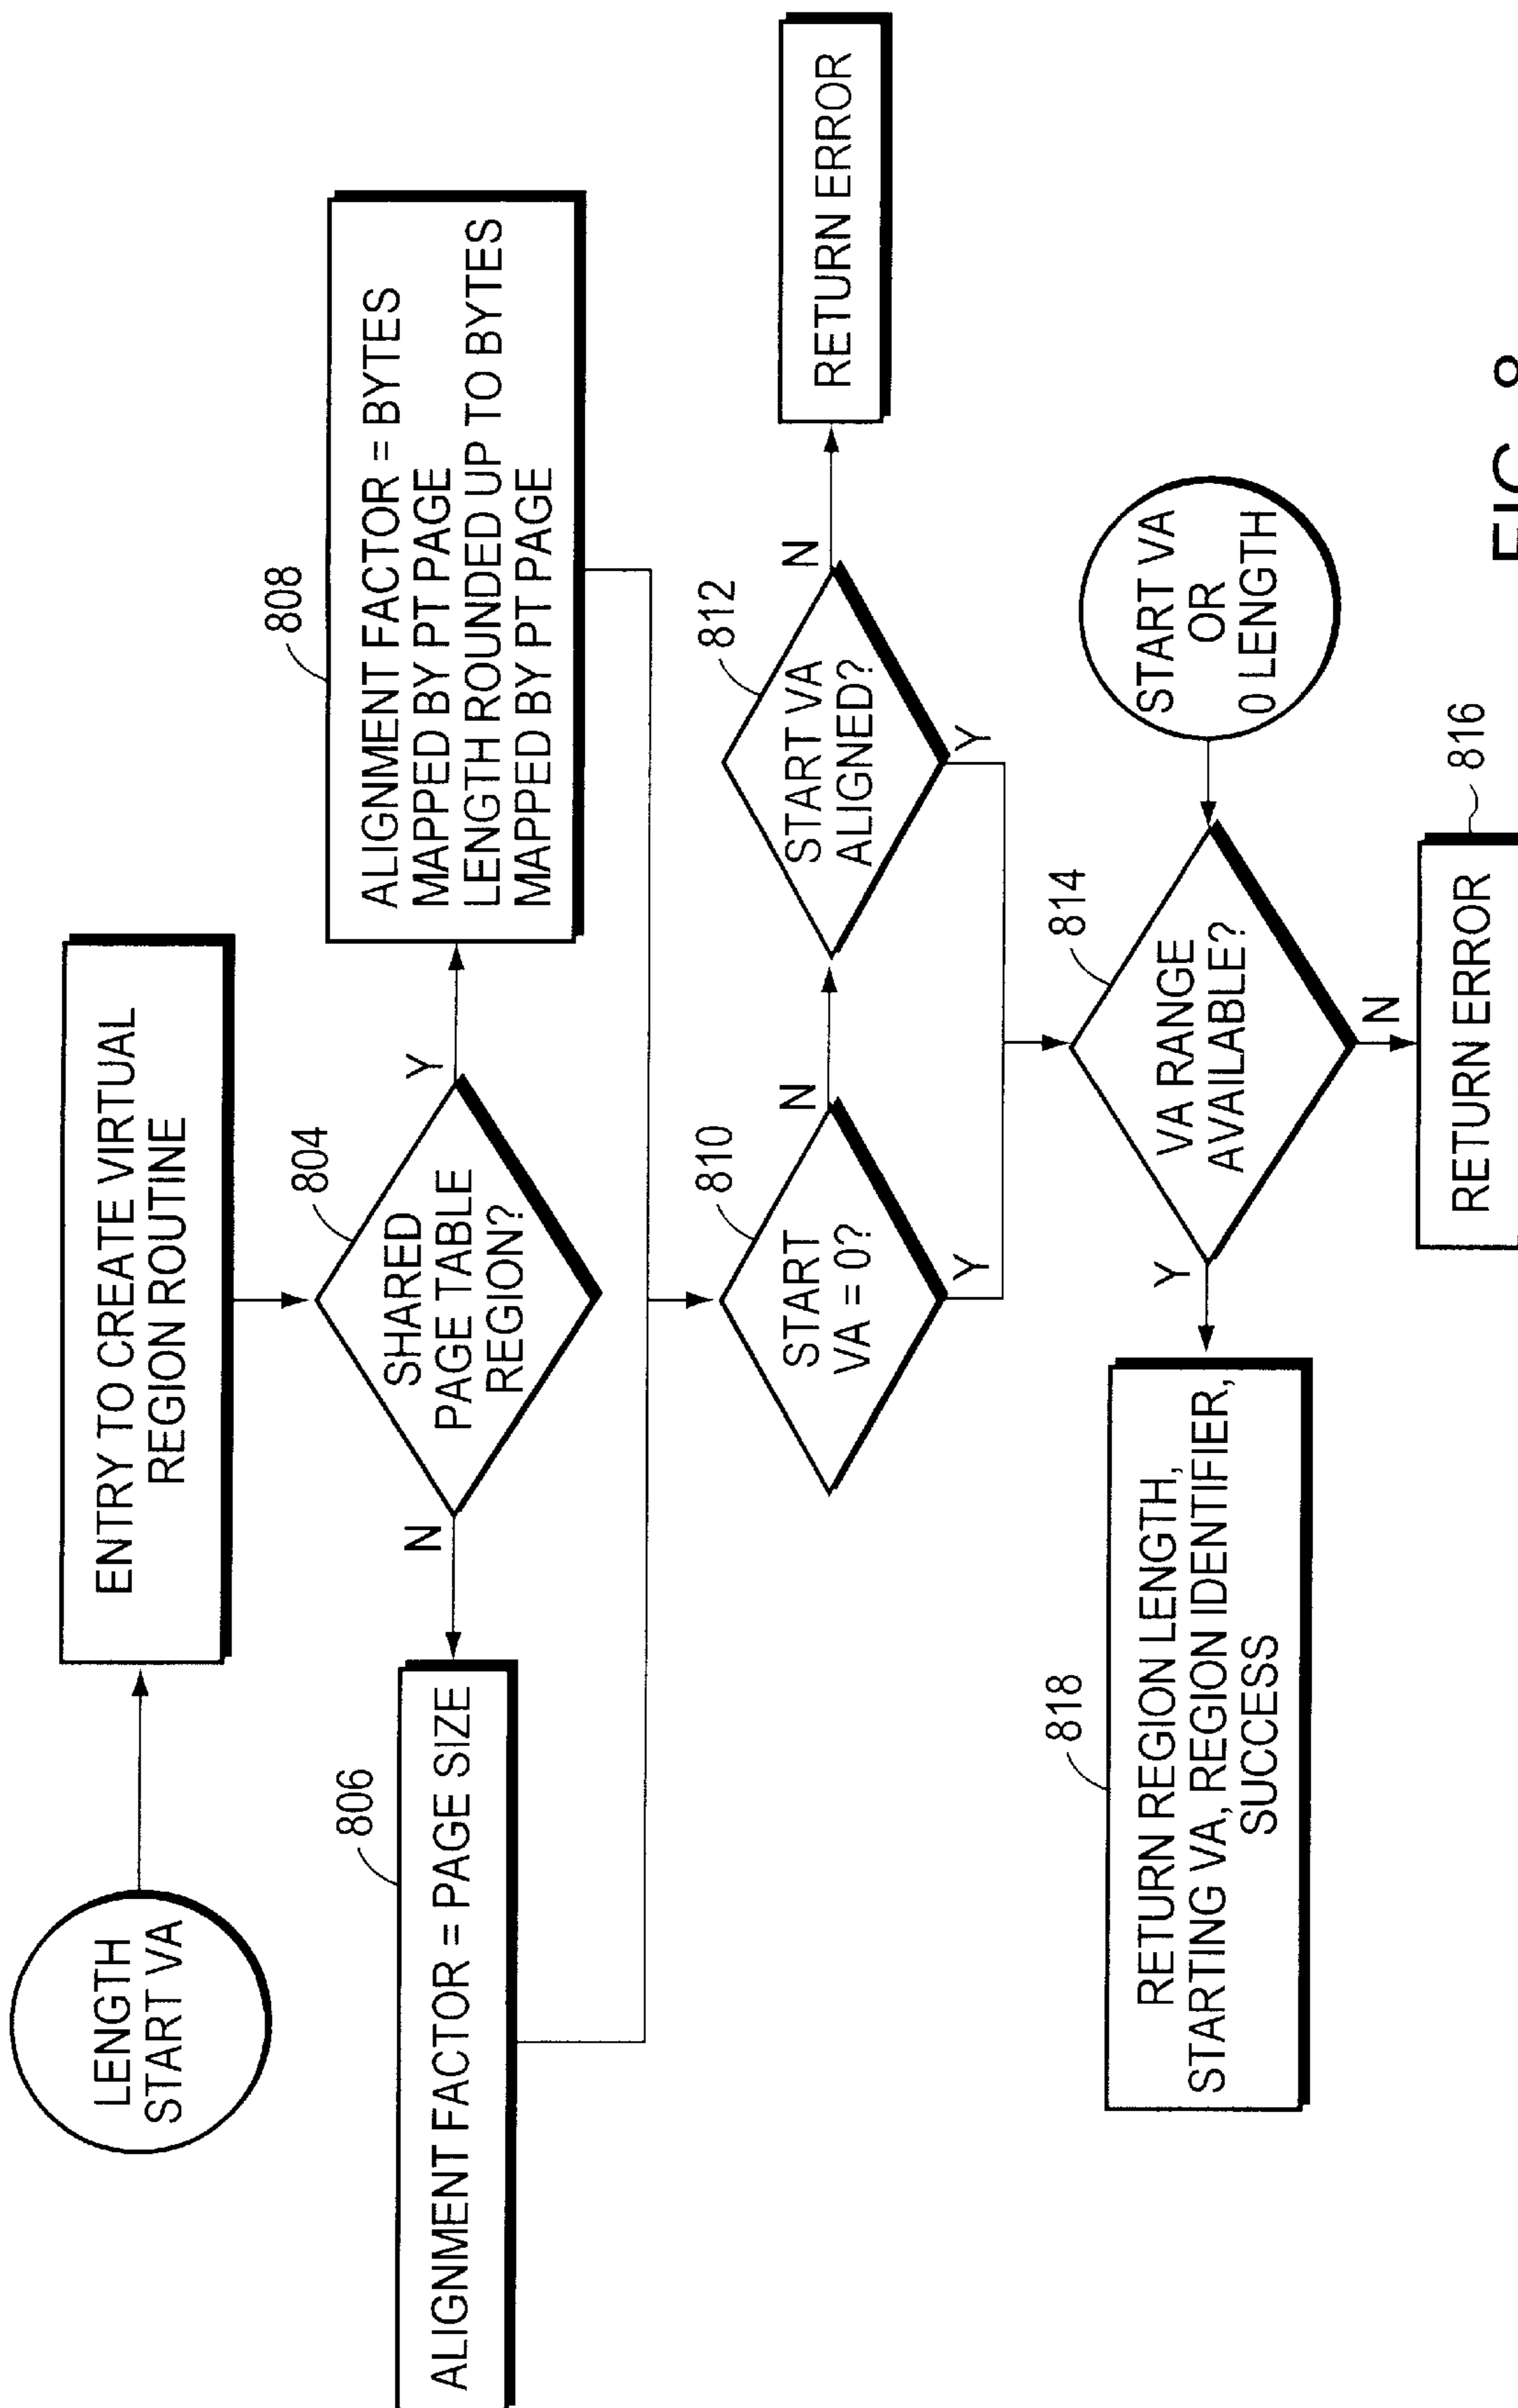 LENGTH
START VA
ENTRY TO CREATE VIRTUAL
REGION ROUTINE
804
SHARED
PAGE TABLE
REGION?
N
Y
806
ALIGNMENT FACTOR = PAGE SIZE
808
ALIGNMENT FACTOR = BYTES
MAPPED BY PT PAGE
LENGTH ROUNDED UP TO BYTES
MAPPED BY PT PAGE
810
START
VA = 0?
N
Y
812
START VA
ALIGNED?
N
Y
RETURN ERROR
814
VA RANGE
AVAILABLE?
Y
N
START VA
OR
0 LENGTH
818
RETURN REGION LENGTH,
STARTING VA, REGION IDENTIFIER,
SUCCESS
816
RETURN ERROR
FIG. 8